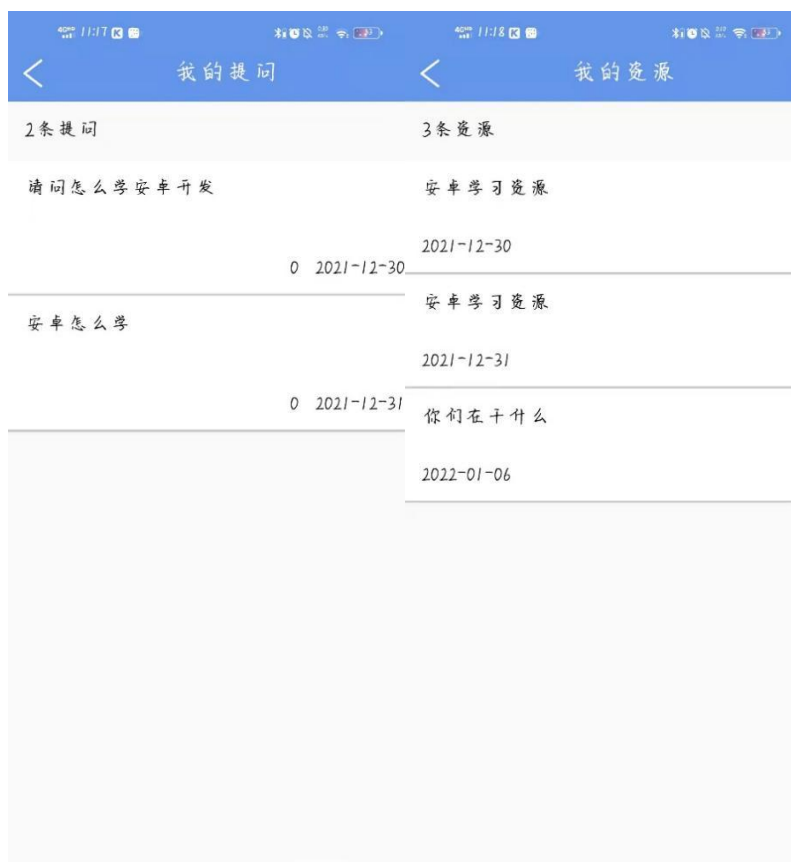 11:17
我的提问
2条提问
请问怎么学安卓开发
0 2021-12-30
安卓怎么学
0 2021-12-31
11:18
我的资源
3条资源
安卓学习资源
2021-12-30
安卓学习资源
2021-12-31
你们在干什么
2022-01-06